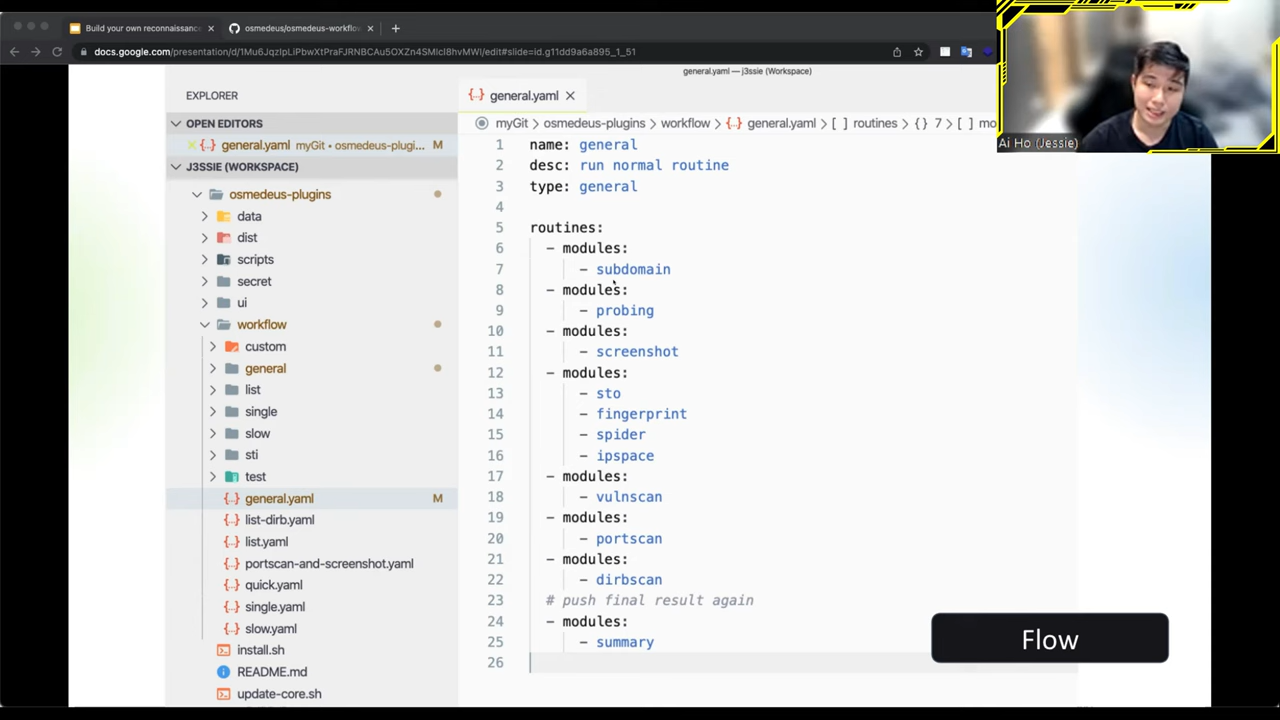 Build your own reconnaissance
osmedeus/osmedeus-workflow
docs.google.com/presentation/d/1Mu6JqzIpLiPbwXtPraFJRNBCAu5OXZn4SMlcI8hvMWI/edit#slide=id.g11dd9a6a895_1_51
general.yaml — j3ssie (Workspace)
Ai Ho (Jessie)
EXPLORER
OPEN EDITORS
general.yaml myGit • osmedeus-plugi... M
J3SSIE (WORKSPACE)
osmedeus-plugins
data
dist
scripts
secret
ui
workflow
custom
general
list
single
slow
sti
test
general.yaml M
list-dirb.yaml
list.yaml
portscan-and-screenshot.yaml
quick.yaml
single.yaml
slow.yaml
install.sh
README.md
update-core.sh
general.yaml
myGit > osmedeus-plugins > workflow > general.yaml > [ ] routines > {} 7 > [ ] mo
1 name: general
2 desc: run normal routine
3 type: general
4
5 routines:
6 - modules:
7 - subdomain
8 - modules:
9 - probing
10 - modules:
11 - screenshot
12 - modules:
13 - sto
14 - fingerprint
15 - spider
16 - ipspace
17 - modules:
18 - vulnscan
19 - modules:
20 - portscan
21 - modules:
22 - dirbscan
23 # push final result again
24 - modules:
25 - summary
26
Flow